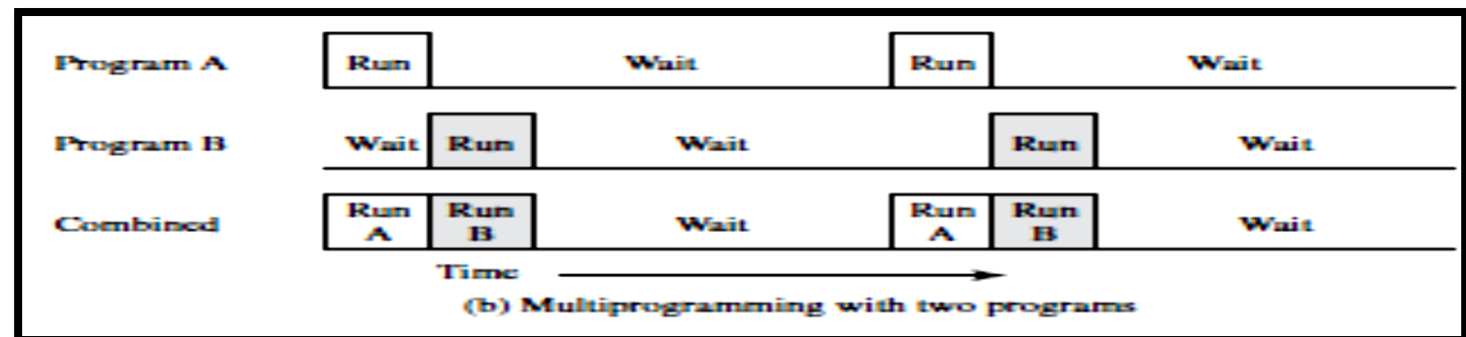 Program A Run Wait Run Wait
Program B Wait Run Wait Run Wait
Combined Run A Run B Wait Run A Run B Wait
Time
(b) Multiprogramming with two programs